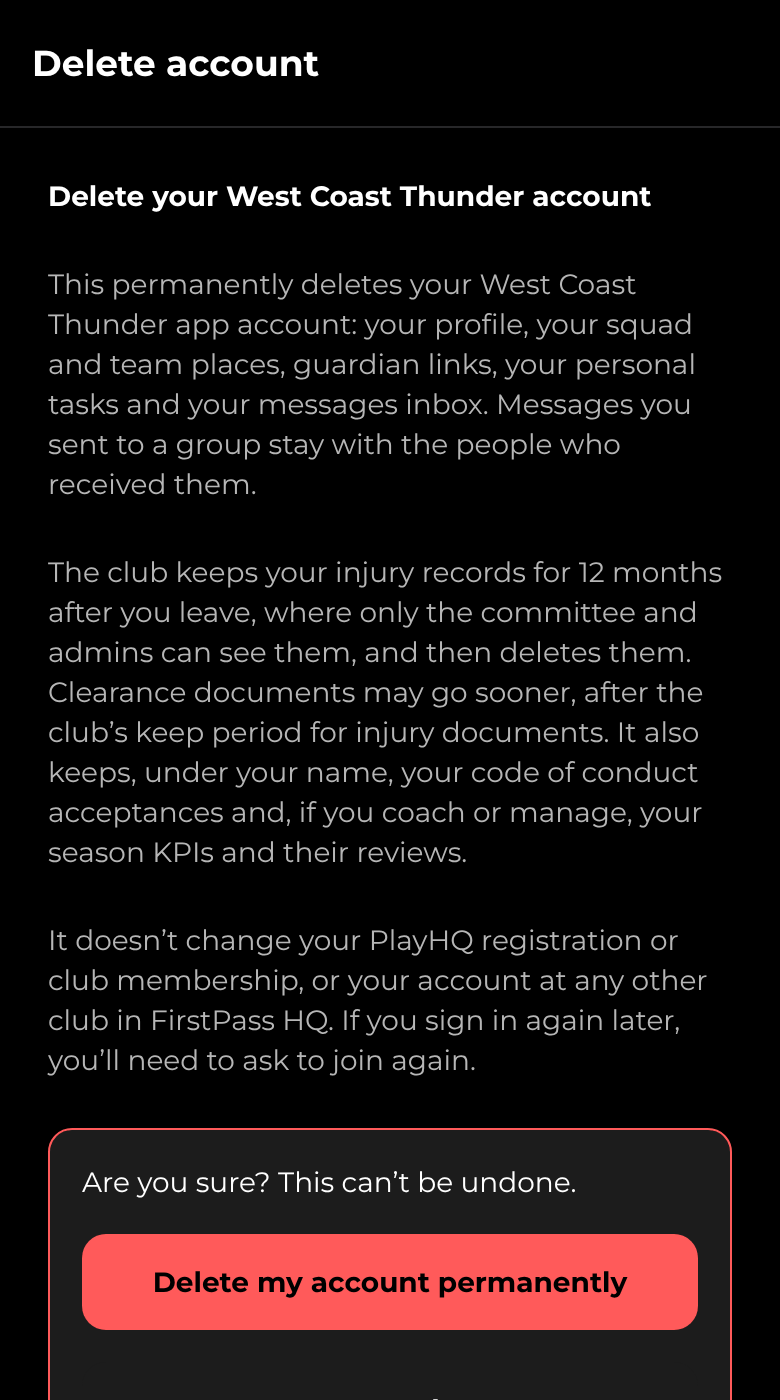 Delete account
Delete your West Coast Thunder account
This permanently deletes your West Coast
Thunder app account: your profile, your squad
and team places, guardian links, your personal
tasks and your messages inbox. Messages you
sent to a group stay with the people who
received them.
The club keeps your injury records for 12 months
after you leave, where only the committee and
admins can see them, and then deletes them.
Clearance documents may go sooner, after the
club’s keep period for injury documents. It also
keeps, under your name, your code of conduct
acceptances and, if you coach or manage, your
season KPIs and their reviews.
It doesn’t change your PlayHQ registration or
club membership, or your account at any other
club in FirstPass HQ. If you sign in again later,
you’ll need to ask to join again.
Are you sure? This can’t be undone.
Delete my account permanently